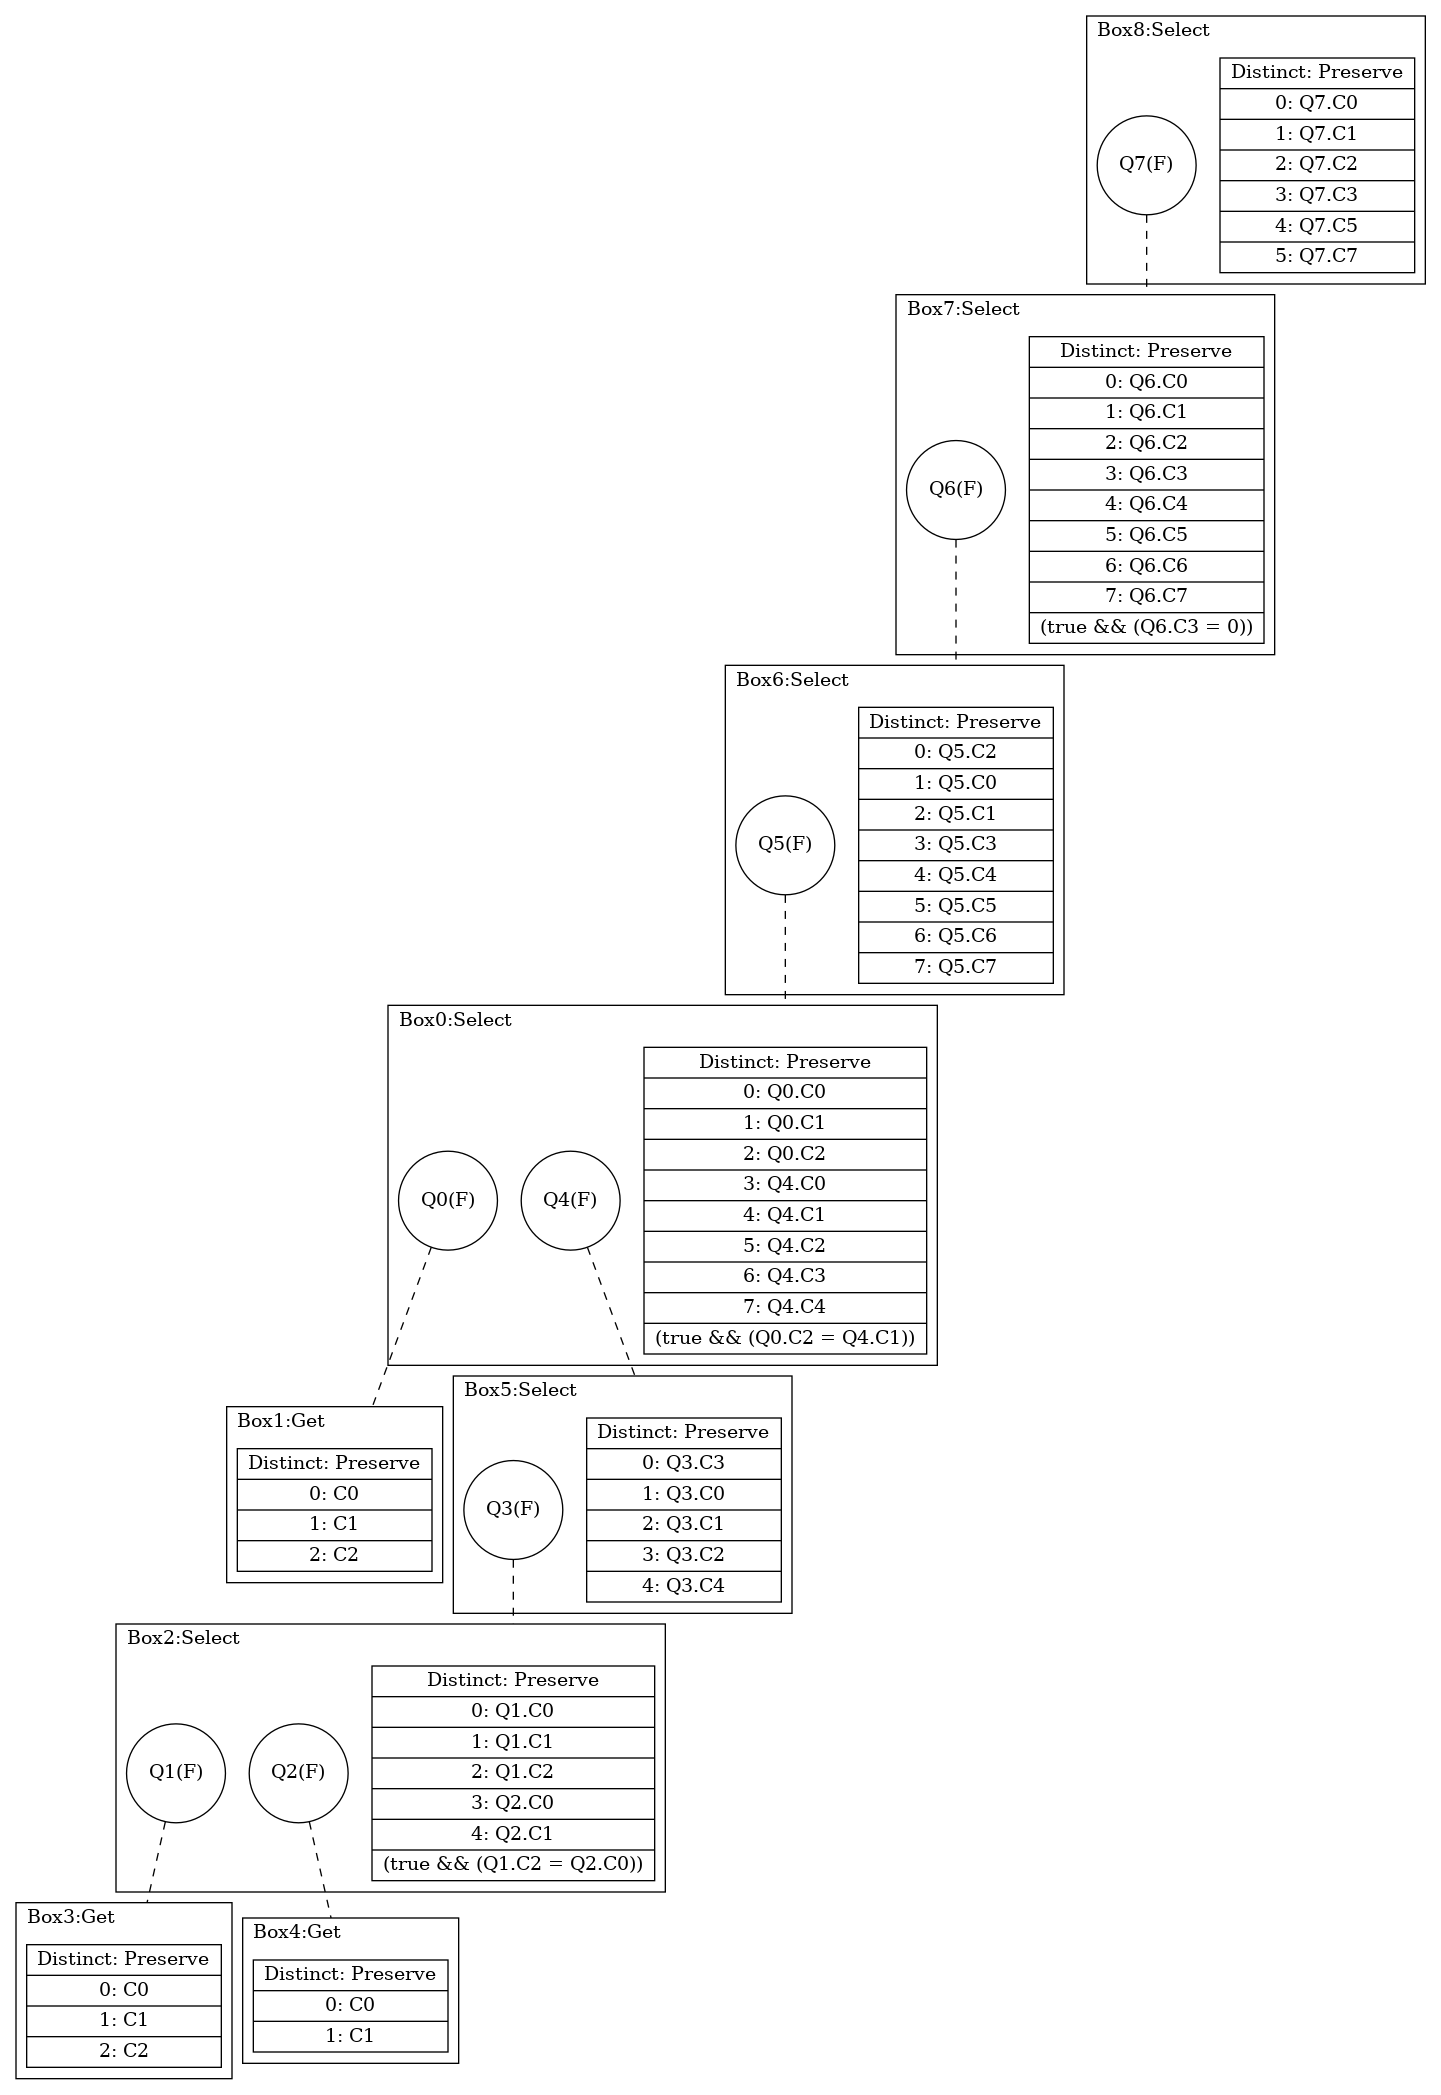 Box8:Select
Q7(F)
Distinct: Preserve
0: Q7.C0
1: Q7.C1
2: Q7.C2
3: Q7.C3
4: Q7.C5
5: Q7.C7
Box7:Select
Q6(F)
Distinct: Preserve
0: Q6.C0
1: Q6.C1
2: Q6.C2
3: Q6.C3
4: Q6.C4
5: Q6.C5
6: Q6.C6
7: Q6.C7
(true && (Q6.C3 = 0))
Box6:Select
Q5(F)
Distinct: Preserve
0: Q5.C2
1: Q5.C0
2: Q5.C1
3: Q5.C3
4: Q5.C4
5: Q5.C5
6: Q5.C6
7: Q5.C7
Box0:Select
Q0(F)
Q4(F)
Distinct: Preserve
0: Q0.C0
1: Q0.C1
2: Q0.C2
3: Q4.C0
4: Q4.C1
5: Q4.C2
6: Q4.C3
7: Q4.C4
(true && (Q0.C2 = Q4.C1))
Box1:Get
Distinct: Preserve
0: C0
1: C1
2: C2
Box5:Select
Q3(F)
Distinct: Preserve
0: Q3.C3
1: Q3.C0
2: Q3.C1
3: Q3.C2
4: Q3.C4
Box2:Select
Q1(F)
Q2(F)
Distinct: Preserve
0: Q1.C0
1: Q1.C1
2: Q1.C2
3: Q2.C0
4: Q2.C1
(true && (Q1.C2 = Q2.C0))
Box3:Get
Distinct: Preserve
0: C0
1: C1
2: C2
Box4:Get
Distinct: Preserve
0: C0
1: C1